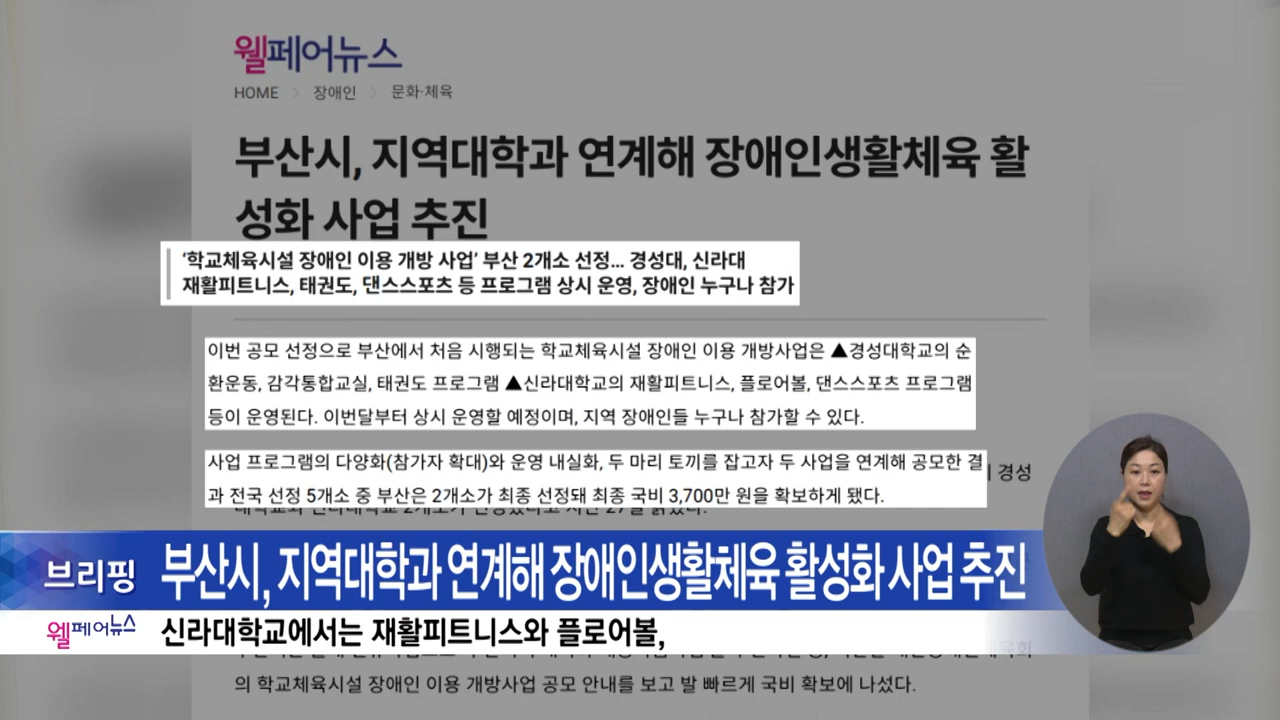 웰페어뉴스
HOME > 장애인 > 문화·체육
부산시, 지역대학과 연계해 장애인생활체육 활
성화 사업 추진
‘학교체육시설 장애인 이용 개방 사업’ 부산 2개소 선정... 경성대, 신라대
재활피트니스, 태권도, 댄스스포츠 등 프로그램 상시 운영, 장애인 누구나 참가
이번 공모 선정으로 부산에서 처음 시행되는 학교체육시설 장애인 이용 개방사업은 ▲경성대학교의 순
환운동, 감각통합교실, 태권도 프로그램 ▲신라대학교의 재활피트니스, 플로어볼, 댄스스포츠 프로그램
등이 운영된다. 이번달부터 상시 운영할 예정이며, 지역 장애인들 누구나 참가할 수 있다.
사업 프로그램의 다양화(참가자 확대)와 운영 내실화, 두 마리 토끼를 잡고자 두 사업을 연계해 공모한 결
과 전국 선정 5개소 중 부산은 2개소가 최종 선정돼 최종 국비 3,700만 원을 확보하게 됐다.
경성
브리핑
부산시, 지역대학과 연계해 장애인생활체육 활성화 사업 추진
웰페어뉴스
신라대학교에서는 재활피트니스와 플로어볼,
의 학교체육시설 장애인 이용 개방사업 공모 안내를 보고 발 빠르게 국비 확보에 나섰다.